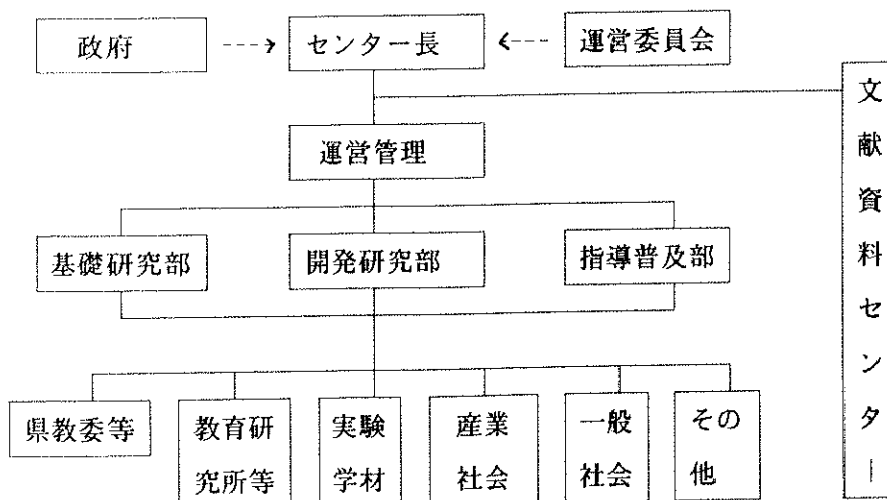 政府
センター長
運営委員会
文献資料センター
運営管理
基礎研究部
開発研究部
指導普及部
県教委等
教育研
究所等
実験
学材
産業
社会
一般
社会
その
他